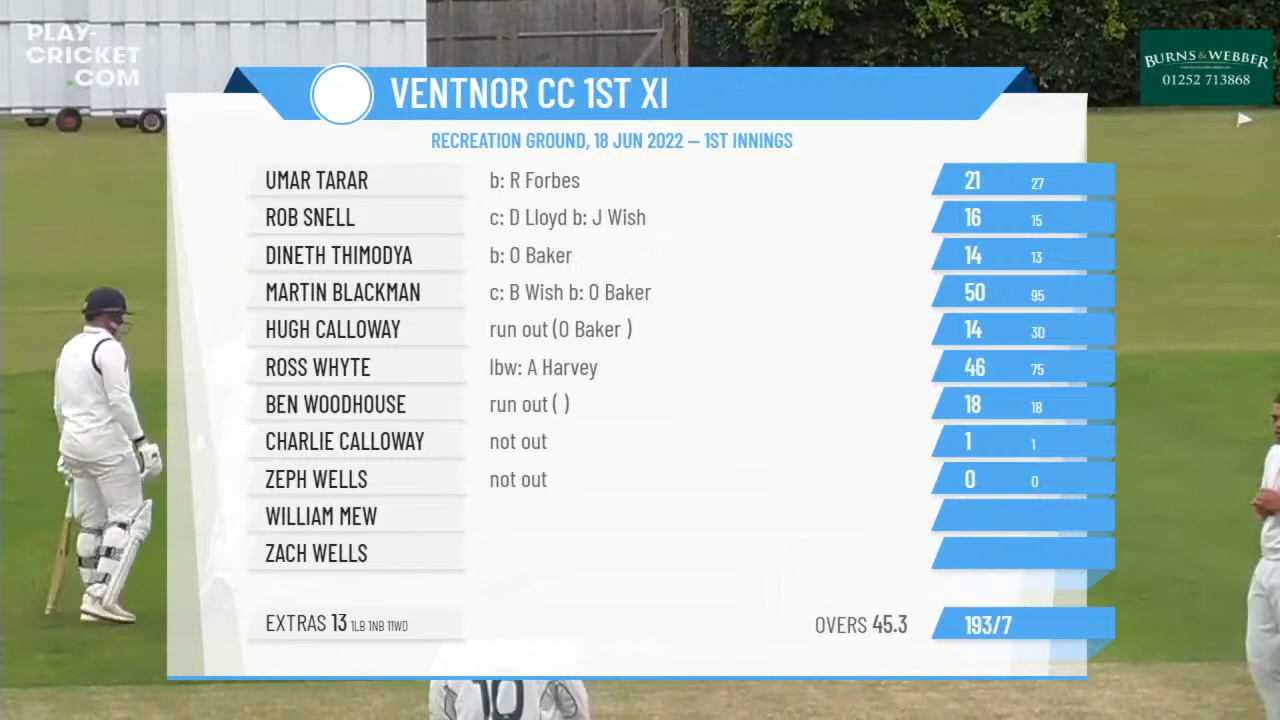 PLAY-
CRICKET
.COM
BURNS & WEBBER
01252 713868
VENTNOR CC 1ST XI
RECREATION GROUND, 18 JUN 2022 – 1ST INNINGS
UMAR TARAR b: R Forbes 21 27
ROB SNELL c: D Lloyd b: J Wish 16 15
DINETH THIMODYA b: O Baker 14 13
MARTIN BLACKMAN c: B Wish b: O Baker 50 95
HUGH CALLOWAY run out (O Baker ) 14 30
ROSS WHYTE lbw: A Harvey 46 75
BEN WOODHOUSE run out ( ) 18 18
CHARLIE CALLOWAY not out 1 1
ZEPH WELLS not out 0 0
WILLIAM MEW
ZACH WELLS
EXTRAS 13 1LB 1NB 11WD OVERS 45.3 193/7
10